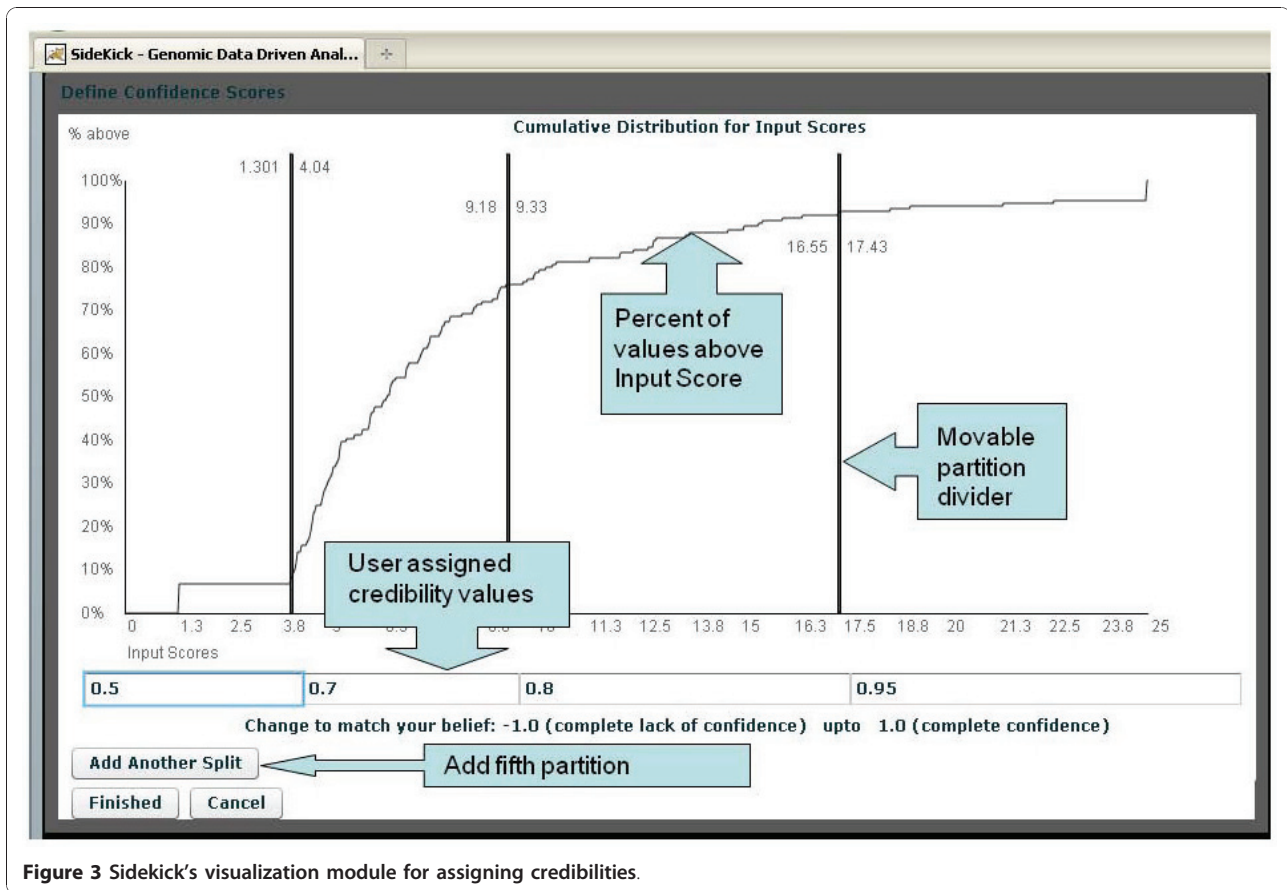 SideKick - Genomic Data Driven Anal...
Define Confidence Scores
Cumulative Distribution for Input Scores
% above
1.301 4.04
9.18 9.33
16.55 17.43
100%
90%
80%
70%
60%
50%
40%
30%
20%
10%
0%
Percent of
values above
Input Score
Movable
partition
divider
User assigned
credibility values
0 1.3 2.5 3.8 10 11.3 12.5 13.8 15 16.3 17.5 18.8 20 21.3 22.5 23.8 25
Input Scores
0.5 0.7 0.8 0.95
Change to match your belief: -1.0 (complete lack of confidence) upto 1.0 (complete confidence)
Add Another Split
Add fifth partition
Finished Cancel
Figure 3 Sidekick's visualization module for assigning credibilities.